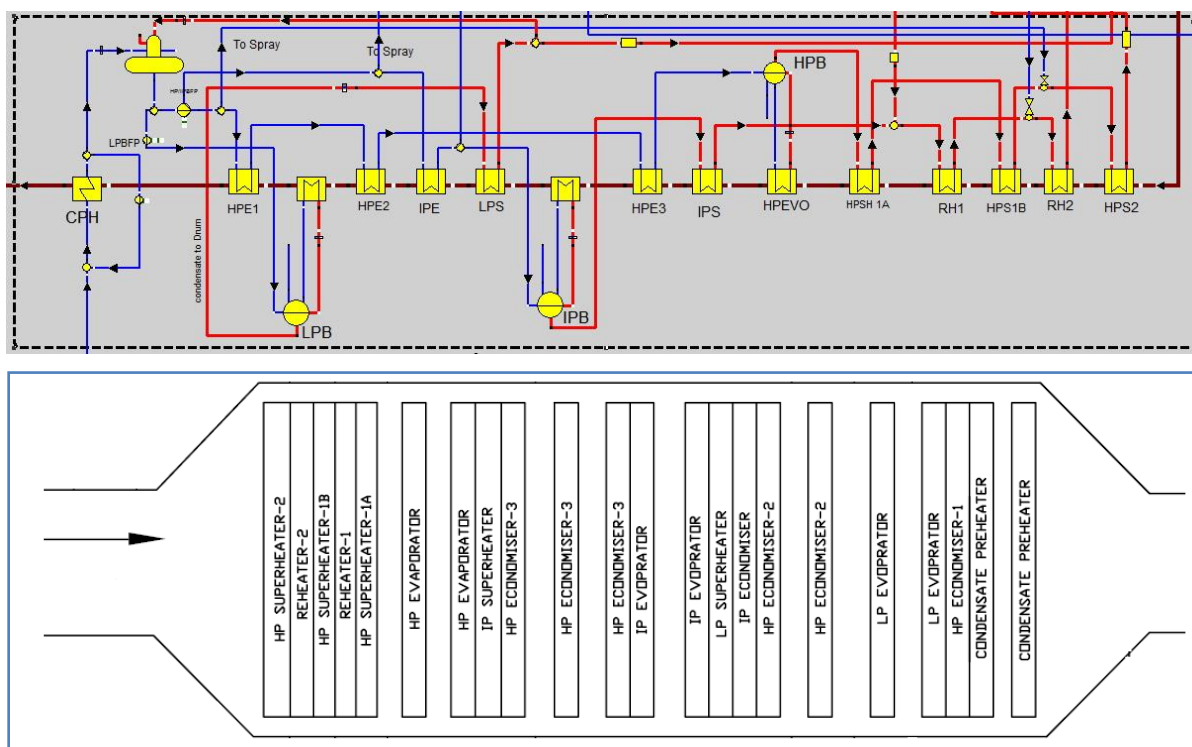 To Spray
To Spray
HPB
LPBFP
CPH
HPE1
HPE2
IPE
LPS
HPE3
IPS
HPEVO
HPSH 1A
RH1
HPS1B
RH2
HPS2
condensate to Drum
LPB
IPB
HP SUPERHEATER-2
REHEATER-2
HP SUPERHEATER-1B
REHEATER-1
HP SUPERHEATER-1A
HP EVAPORATOR
HP EVAPORATOR
IP SUPERHEATER
HP ECONOMISER-3
HP ECONOMISER-3
HP ECONOMISER-3
IP EVOPRATOR
IP EVOPRATOR
LP SUPERHEATER
IP ECONOMISER
HP ECONOMISER-2
HP ECONOMISER-2
LP EVOPRATOR
LP EVOPRATOR
HP ECONOMISER-1
CONDENSATE PREHEATER
CONDENSATE PREHEATER